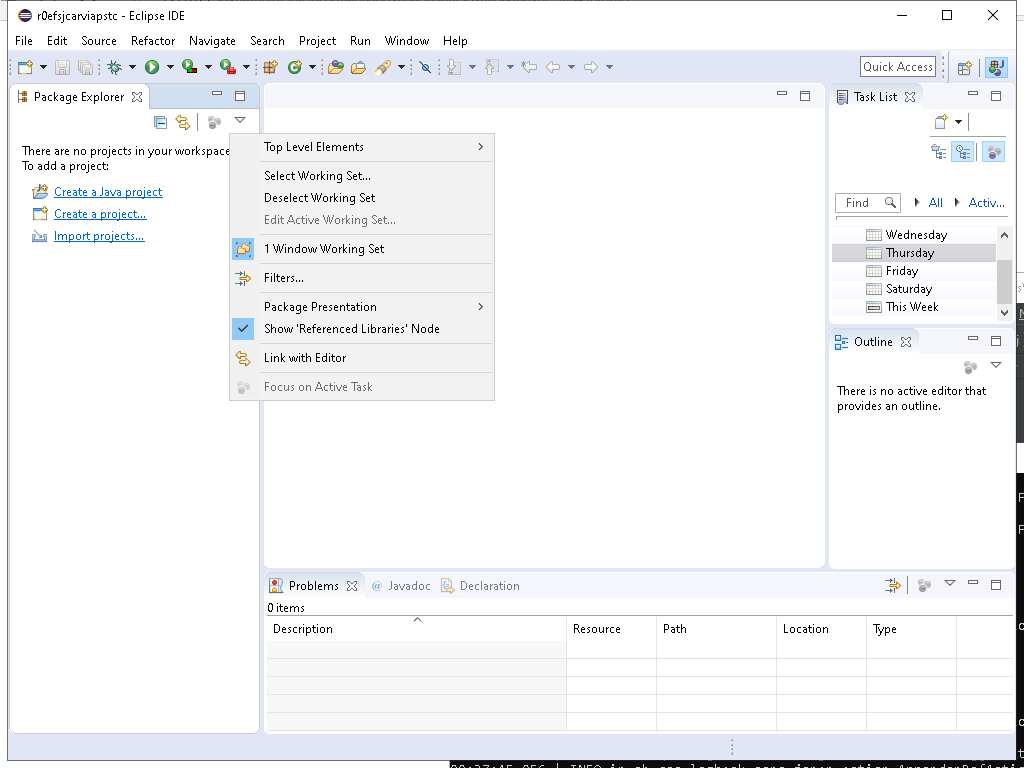 r0efsjcarviapstc - Eclipse IDE
File Edit Source Refactor Navigate Search Project Run Window Help
Quick Access
Package Explorer
Task List
There are no projects in your workspace
To add a project:
Create a Java project
Create a project...
Import projects...
Top Level Elements
Select Working Set...
Deselect Working Set
Edit Active Working Set...
1 Window Working Set
Filters...
Package Presentation
Show 'Referenced Libraries' Node
Link with Editor
Focus on Active Task
Find All Activ...
Wednesday
Thursday
Friday
Saturday
This Week
Outline
There is no active editor that
provides an outline.
Problems @ Javadoc Declaration
0 items
Description Resource Path Location Type